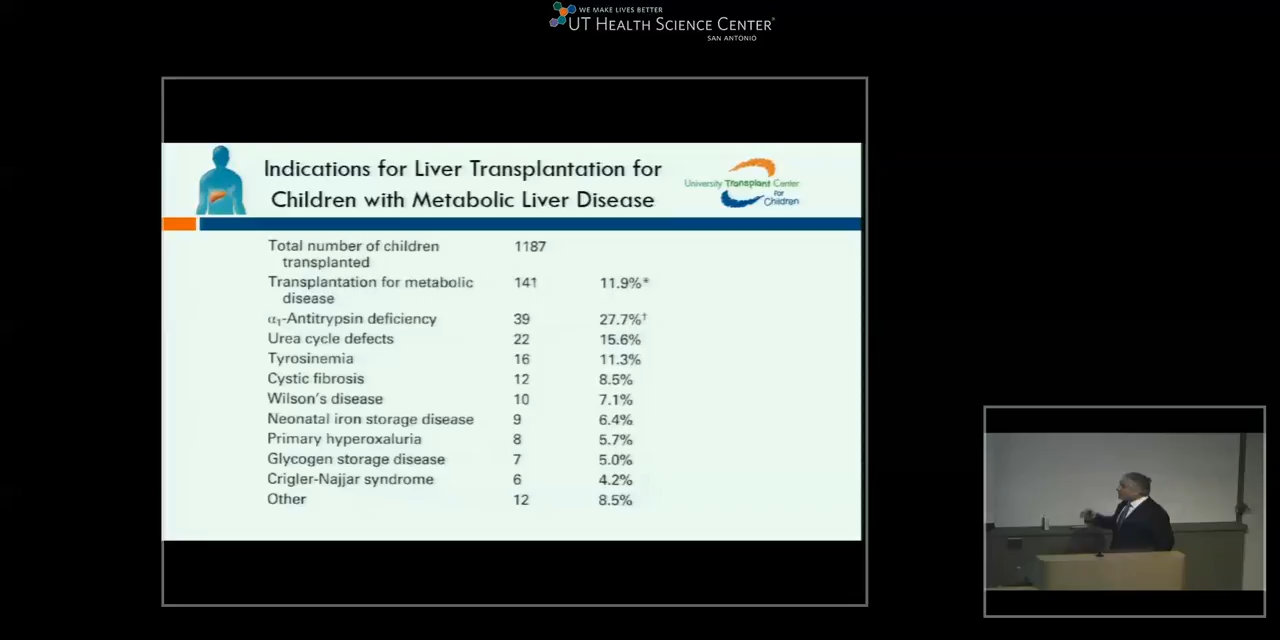 WE MAKE LIVES BETTER
UT HEALTH SCIENCE CENTER®
SAN ANTONIO
Indications for Liver Transplantation for
Children with Metabolic Liver Disease
University Transplant Center
for
Children
Total number of children 1187
transplanted
Transplantation for metabolic 141 11.9%*
disease
α₁-Antitrypsin deficiency 39 27.7%†
Urea cycle defects 22 15.6%
Tyrosinemia 16 11.3%
Cystic fibrosis 12 8.5%
Wilson's disease 10 7.1%
Neonatal iron storage disease 9 6.4%
Primary hyperoxaluria 8 5.7%
Glycogen storage disease 7 5.0%
Crigler-Najjar syndrome 6 4.2%
Other 12 8.5%